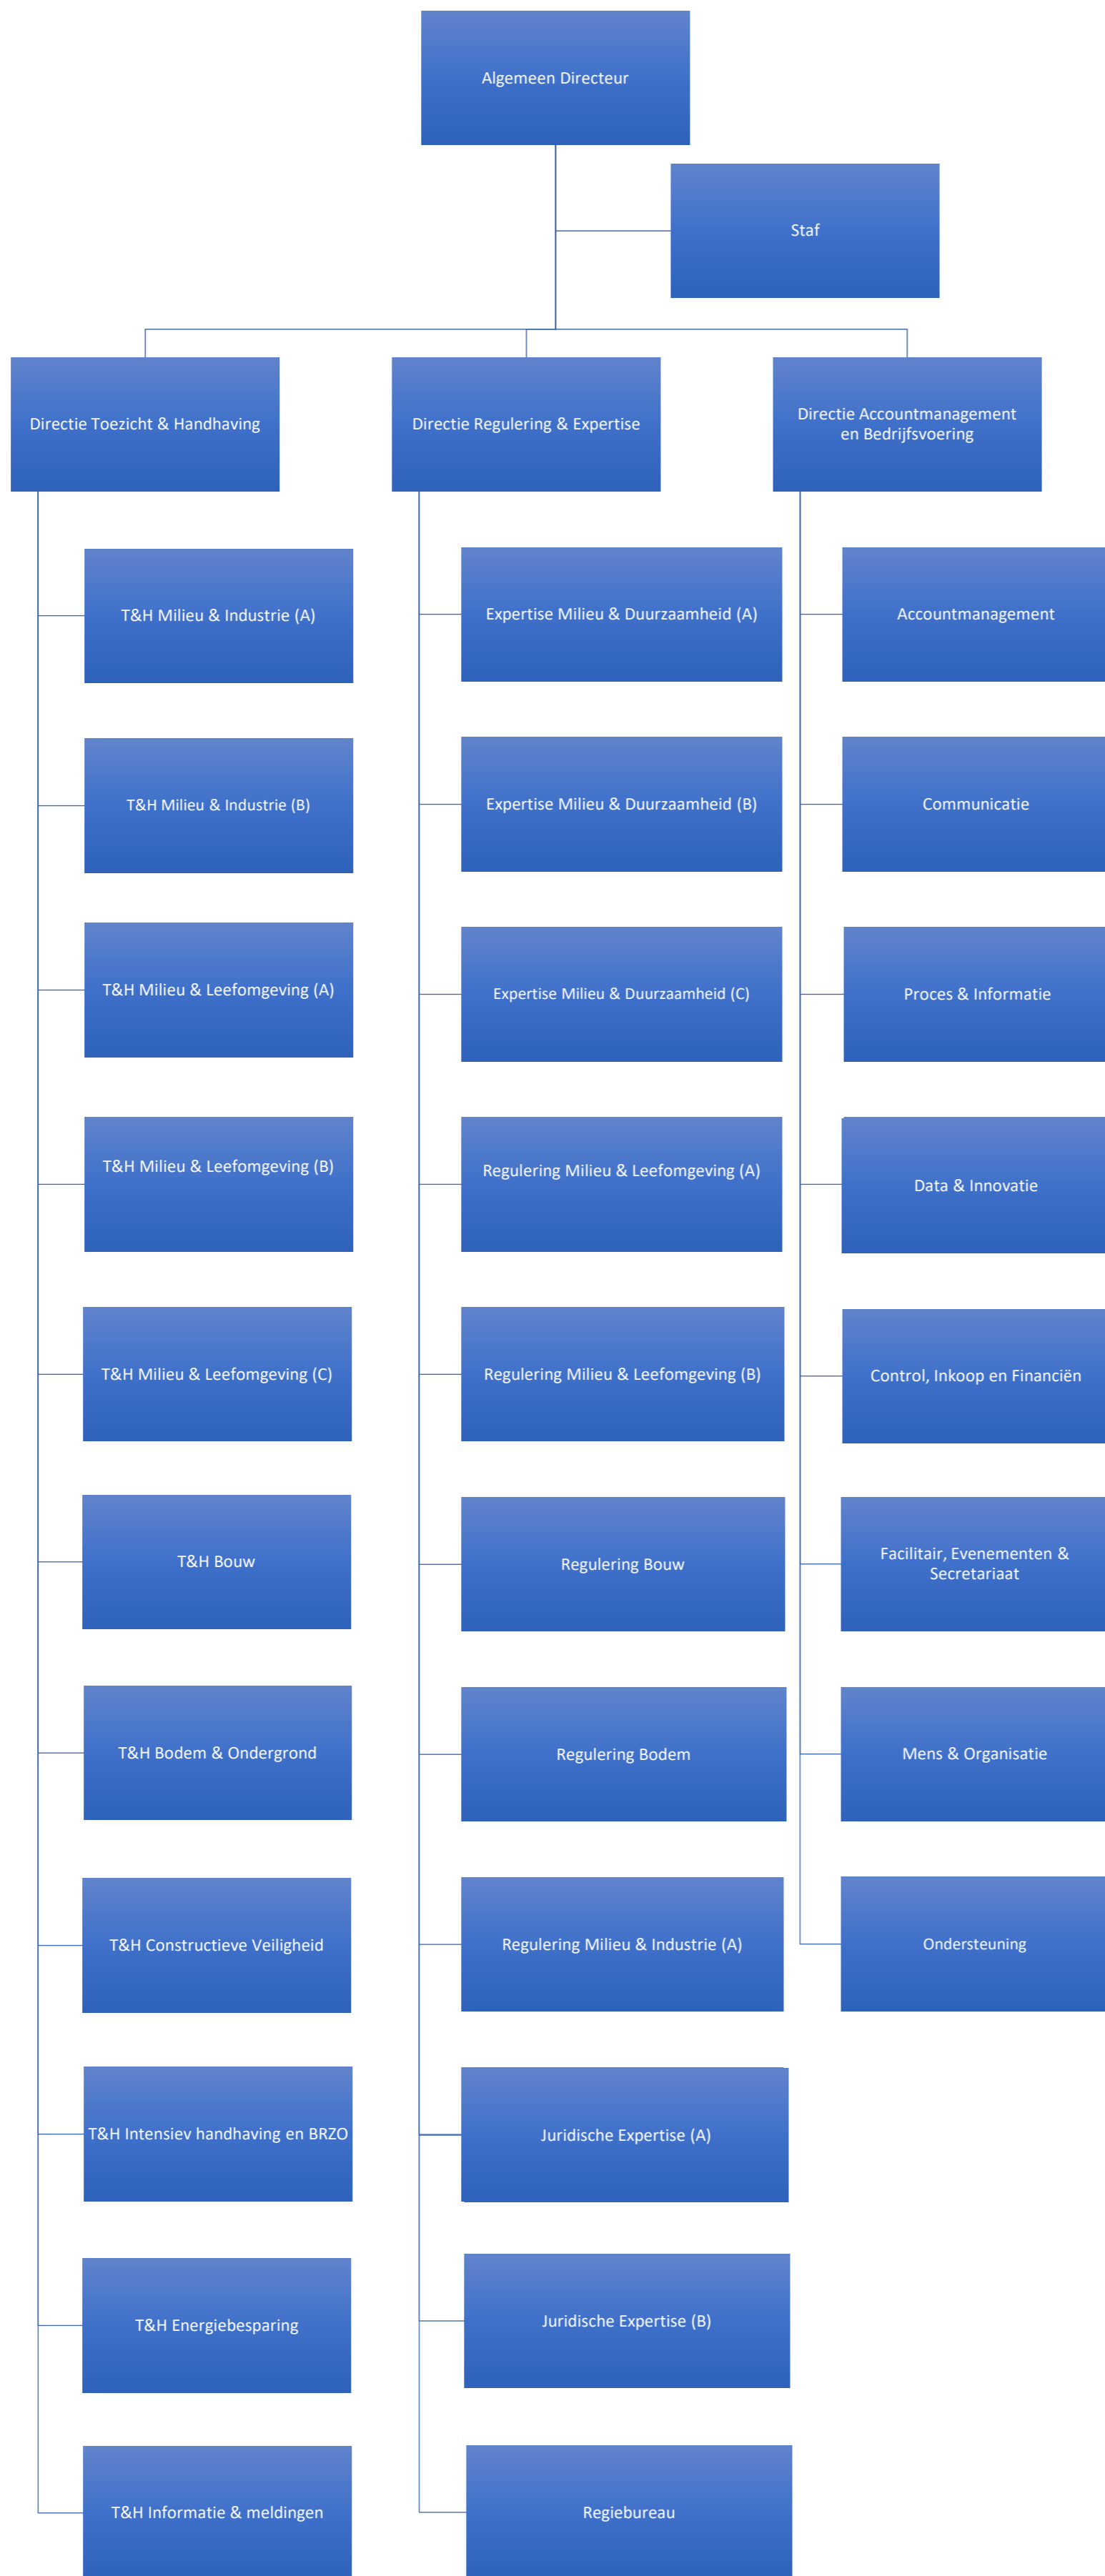 Algemeen Directeur
Staf
Directie Toezicht & Handhaving
Directie Regulering & Expertise
Directie Accountmanagement
en Bedrijfsvoering
T&H Milieu & Industrie (A)
T&H Milieu & Industrie (B)
T&H Milieu & Leefomgeving (A)
T&H Milieu & Leefomgeving (B)
T&H Milieu & Leefomgeving (C)
T&H Bouw
T&H Bodem & Ondergrond
T&H Constructieve Veiligheid
T&H Intensiev handhaving en BRZO
T&H Energiebesparing
T&H Informatie & meldingen
Expertise Milieu & Duurzaamheid (A)
Expertise Milieu & Duurzaamheid (B)
Expertise Milieu & Duurzaamheid (C)
Regulering Milieu & Leefomgeving (A)
Regulering Milieu & Leefomgeving (B)
Regulering Bouw
Regulering Bodem
Regulering Milieu & Industrie (A)
Juridische Expertise (A)
Juridische Expertise (B)
Regiebureau
Accountmanagement
Communicatie
Proces & Informatie
Data & Innovatie
Control, Inkoop en Financiën
Facilitair, Evenementen &
Secretariaat
Mens & Organisatie
Ondersteuning